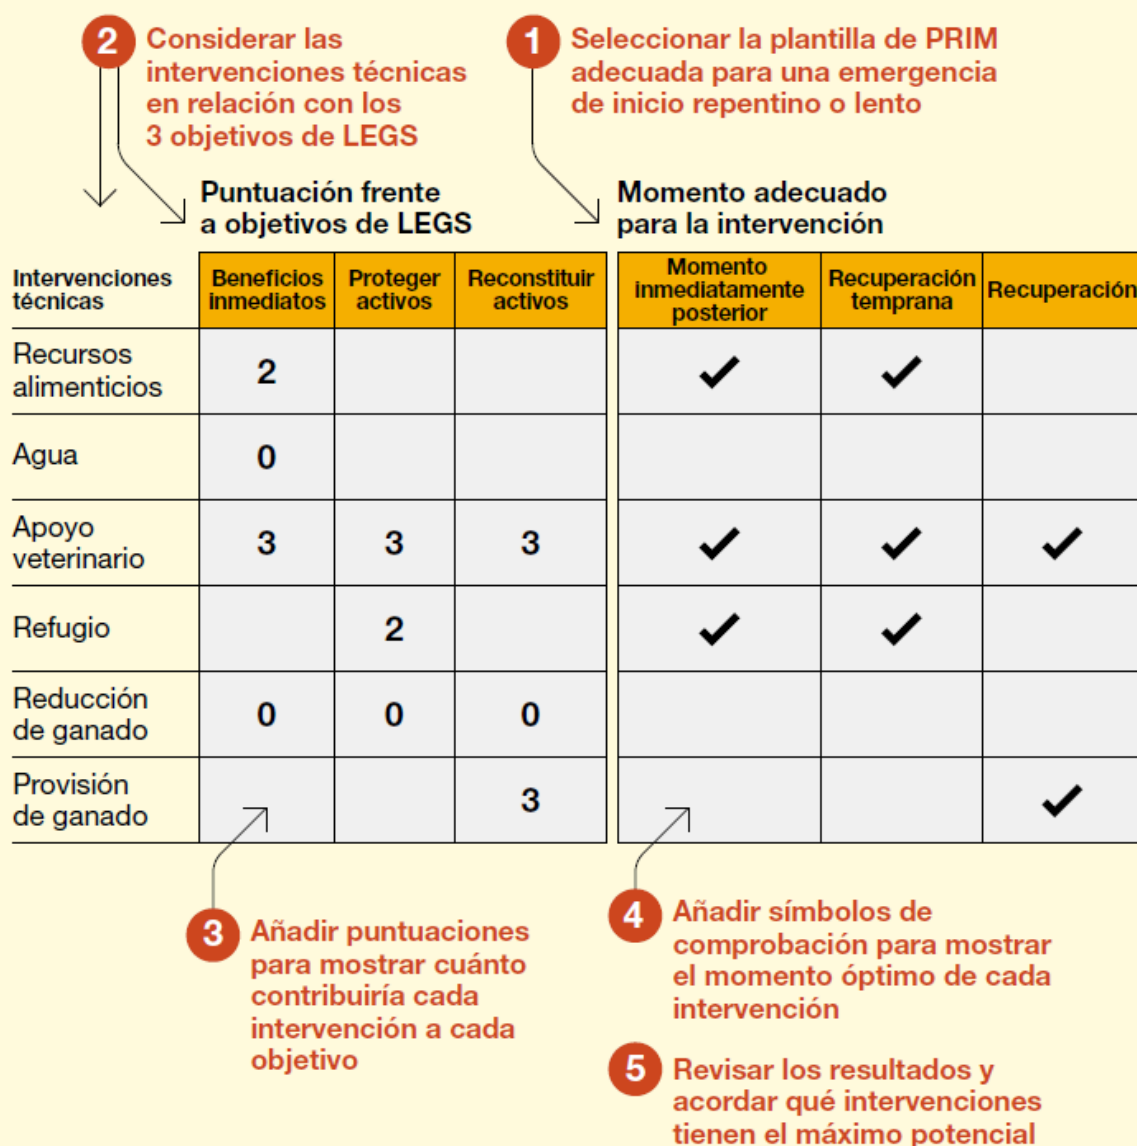 2 Considerar las
intervenciones técnicas
en relación con los
3 objetivos de LEGS
1 Seleccionar la plantilla de PRIM
adecuada para una emergencia
de inicio repentino o lento
Puntuación frente
a objetivos de LEGS
Momento adecuado
para la intervención
Intervenciones
técnicas
Beneficios
inmediatos
Proteger
activos
Reconstituir
activos
Momento
inmediatamente
posterior
Recuperación
temprana
Recuperación
Recursos
alimenticios
2 ✓ ✓
Agua
0
Apoyo
veterinario
3 3 3 ✓ ✓ ✓
Refugio
2 ✓ ✓
Reducción
de ganado
0 0 0
Provisión
de ganado
3 ✓
3 Añadir puntuaciones
para mostrar cuánto
contribuiría cada
intervención a cada
objetivo
4 Añadir símbolos de
comprobación para mostrar
el momento óptimo de cada
intervención
5 Revisar los resultados y
acordar qué intervenciones
tienen el máximo potencial